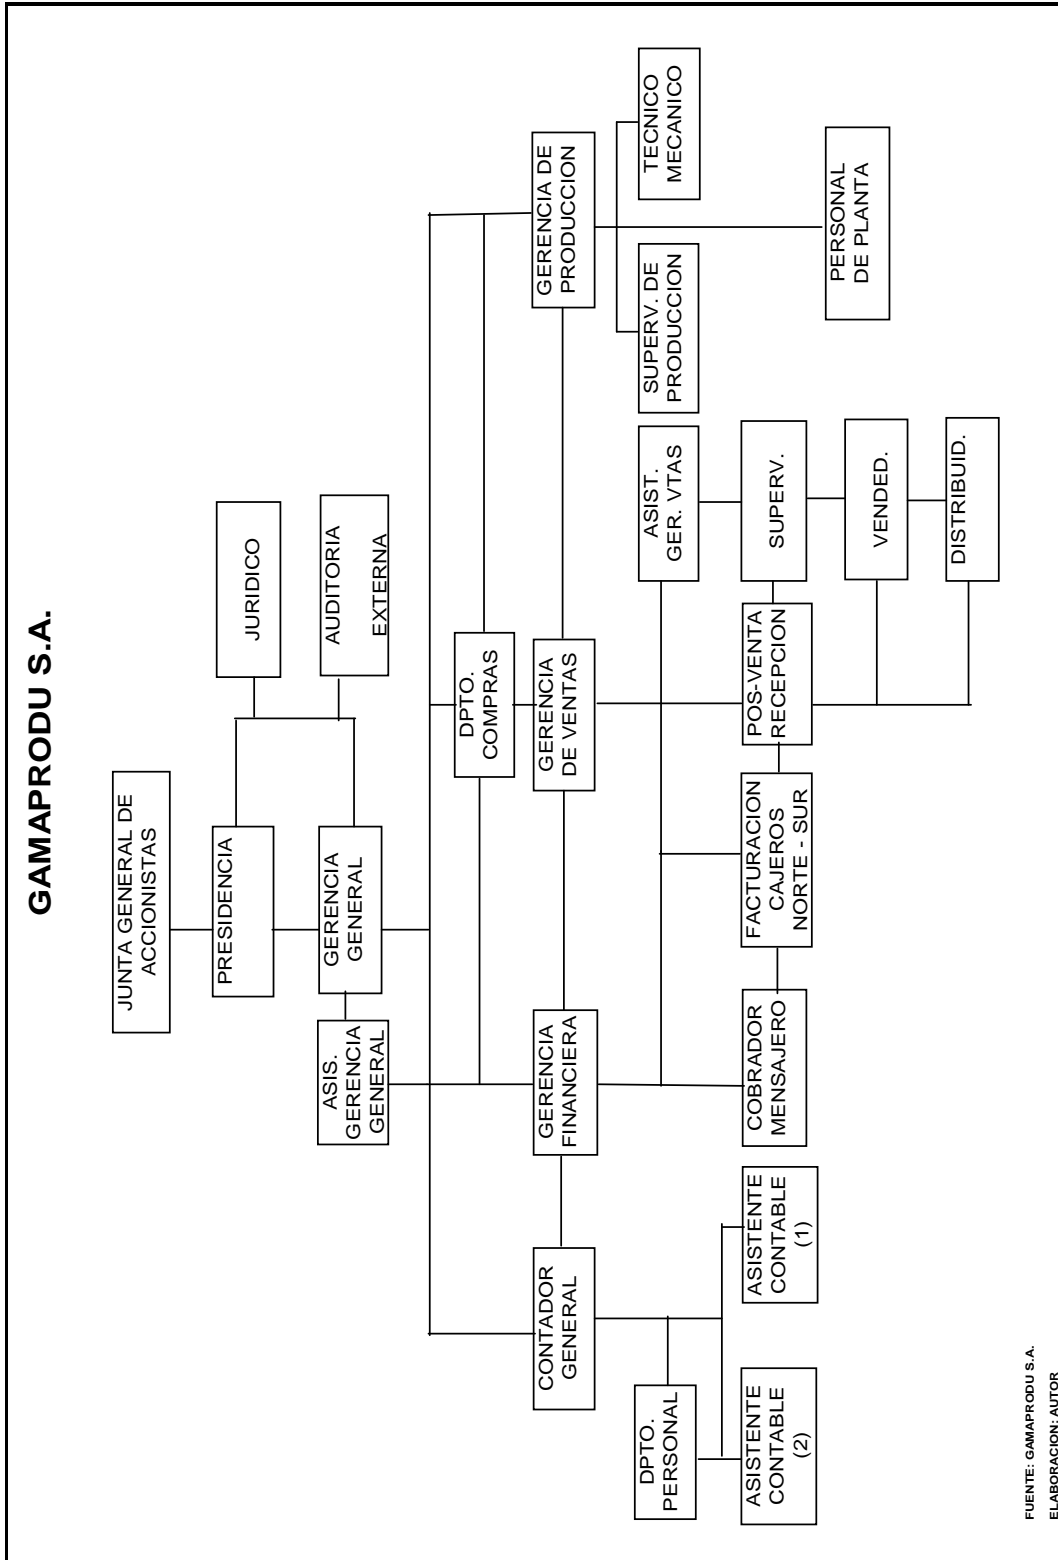 GAMAPRODU S.A.
JUNTA GENERAL DE
ACCIONISTAS
PRESIDENCIA
JURIDICO
ASIS.
GERENCIA
GENERAL
GERENCIA
GENERAL
AUDITORIA
EXTERNA
DPTO.
COMPRAS
CONTADOR
GENERAL
GERENCIA
FINANCIERA
GERENCIA
DE VENTAS
GERENCIA DE
PRODUCCION
DPTO.
PERSONAL
ASIST.
GER. VTAS
SUPERV. DE
PRODUCCION
TECNICO
MECANICO
ASISTENTE
CONTABLE
(2)
ASISTENTE
CONTABLE
(1)
COBRADOR
MENSAJERO
FACTURACION
CAJEROS
NORTE - SUR
POS-VENTA
RECEPCION
SUPERV.
PERSONAL
DE PLANTA
VENDED.
DISTRIBUID.
FUENTE: GAMAPRODU S.A.
ELABORACION: AUTOR